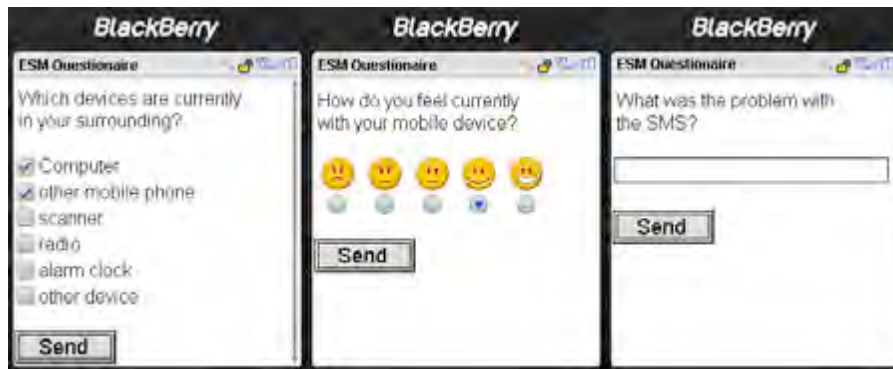 BlackBerry
ESM Questionaire
Which devices are currently
in your surrounding?
Computer
other mobile phone
scanner
radio
alarm clock
other device
Send
BlackBerry
ESM Questionaire
How do you feel currently
with your mobile device?
Send
BlackBerry
ESM Questionaire
What was the problem with
the SMS?
Send